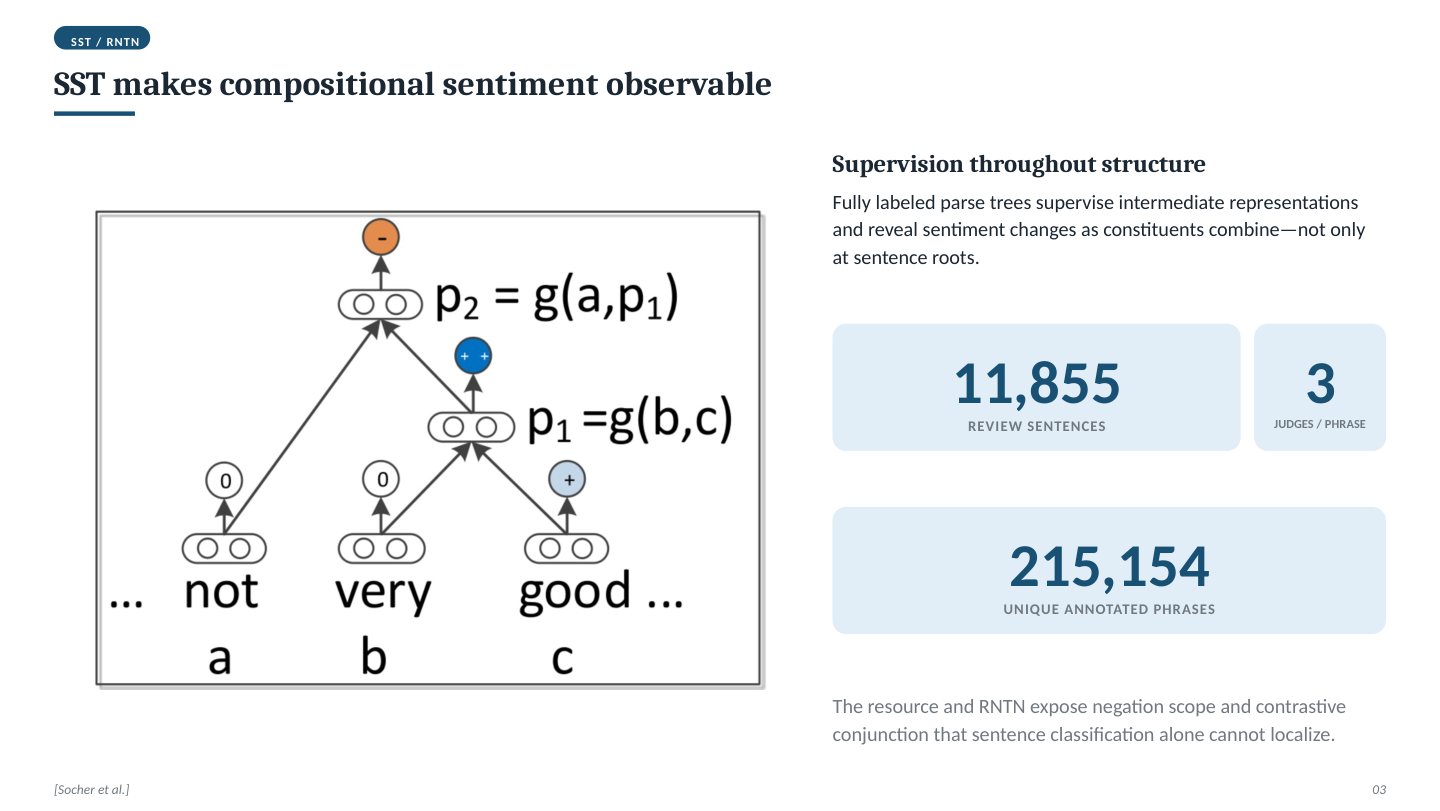 SST / RNTN
SST makes compositional sentiment observable
-
p₂ = g(a,p₁)
+ +
p₁ =g(b,c)
0
0
+
... not very good ...
a b c
Supervision throughout structure
Fully labeled parse trees supervise intermediate representations
and reveal sentiment changes as constituents combine—not only
at sentence roots.
11,855
REVIEW SENTENCES
3
JUDGES / PHRASE
215,154
UNIQUE ANNOTATED PHRASES
The resource and RNTN expose negation scope and contrastive
conjunction that sentence classification alone cannot localize.
[Socher et al.]
03